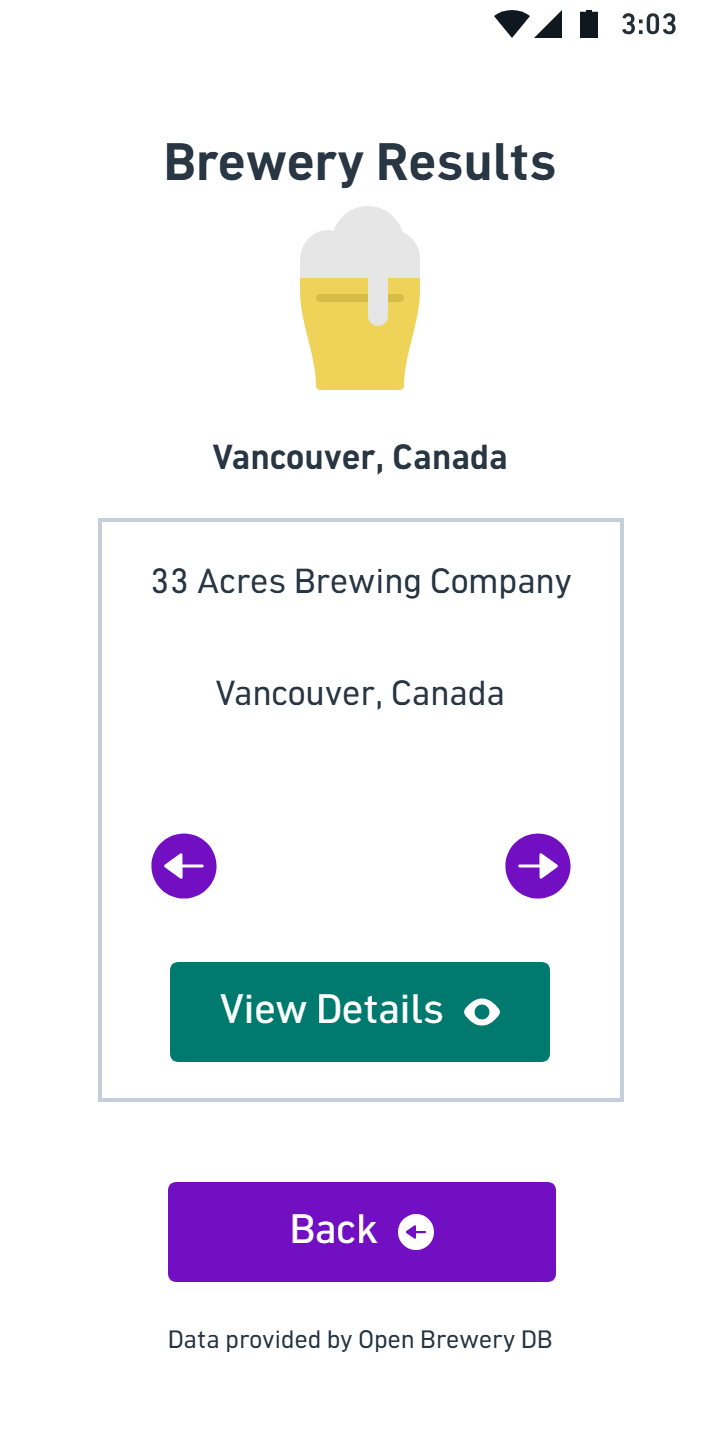 3:03
Brewery Results
Vancouver, Canada
33 Acres Brewing Company
Vancouver, Canada
View Details
Back
Data provided by Open Brewery DB